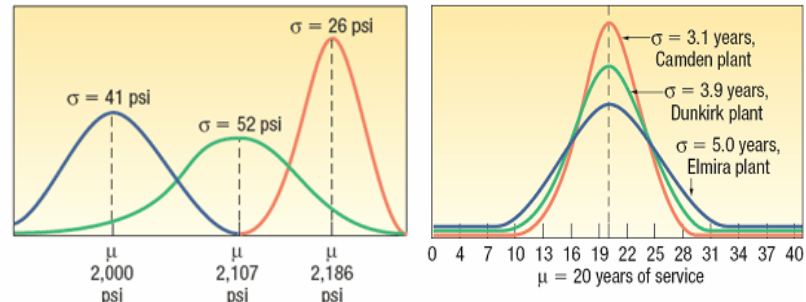 σ = 26 psi
σ = 41 psi
σ = 52 psi
μ μ μ
2,000 2,107 2,186
psi psi psi
σ = 3.1 years,
Camden plant
σ = 3.9 years,
Dunkirk plant
σ = 5.0 years,
Elmira plant
0 4 7 10 13 16 19 22 25 28 31 34 37 40
μ = 20 years of service